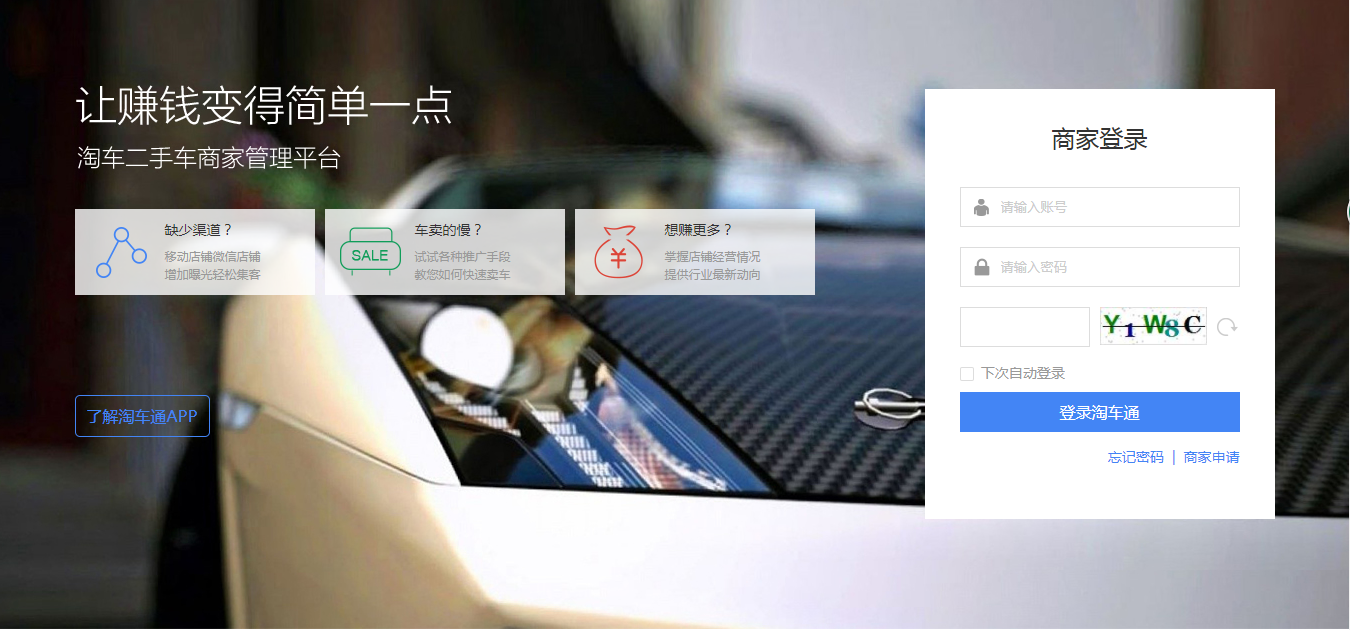 让赚钱变得简单一点
淘车二手车商家管理平台
缺少渠道？
移动店铺微信店铺
增加曝光轻松集客
SALE
车卖的慢？
试试各种推广手段
教您如何快速卖车
¥
想赚更多？
掌握店铺经营情况
提供行业最新动向
了解淘车通APP
商家登录
请输入账号
请输入密码
Y1W8C
下次自动登录
登录淘车通
忘记密码 | 商家申请